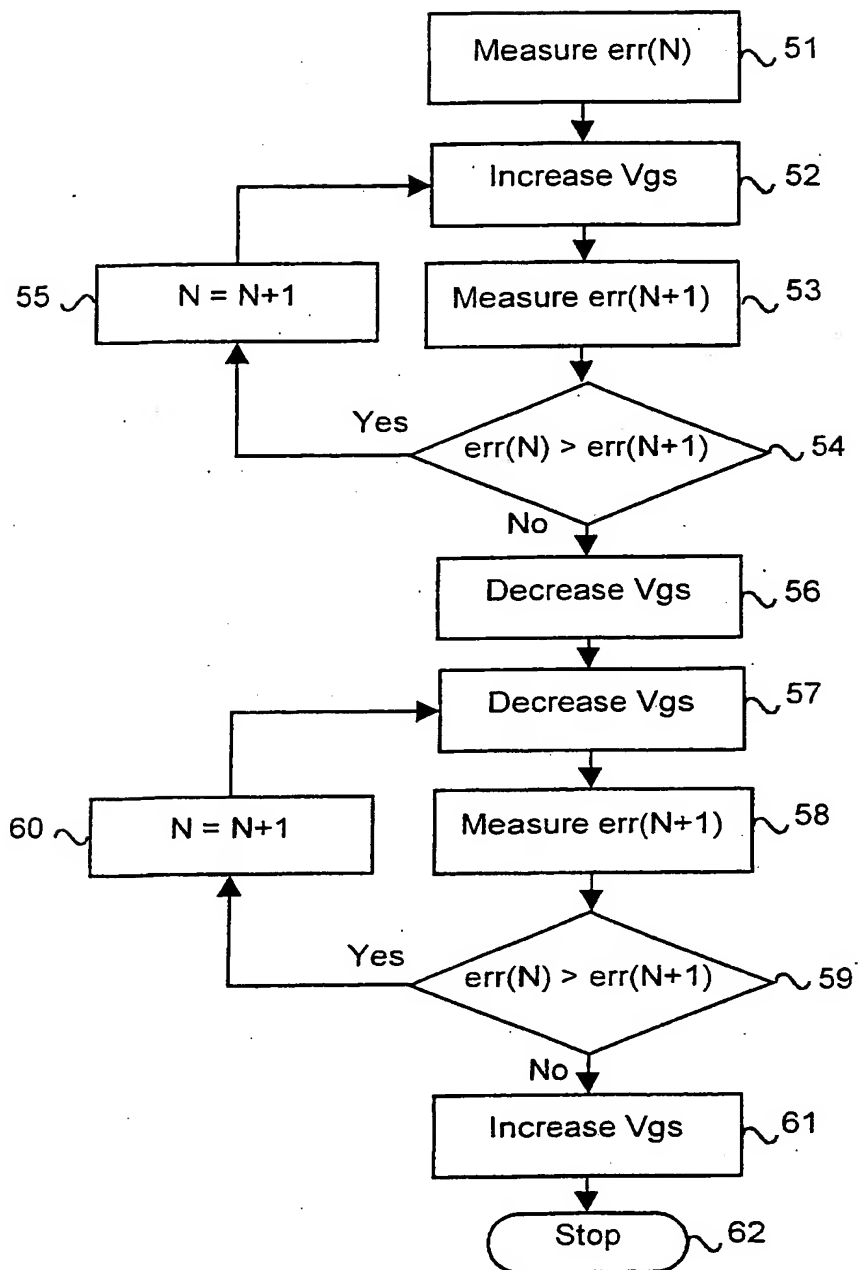 Measure err(N)
51
Increase Vgs
52
55
N = N+1
Measure err(N+1)
53
Yes
err(N) > err(N+1)
54
No
Decrease Vgs
56
Decrease Vgs
57
60
N = N+1
Measure err(N+1)
58
Yes
err(N) > err(N+1)
59
No
Increase Vgs
61
Stop
62